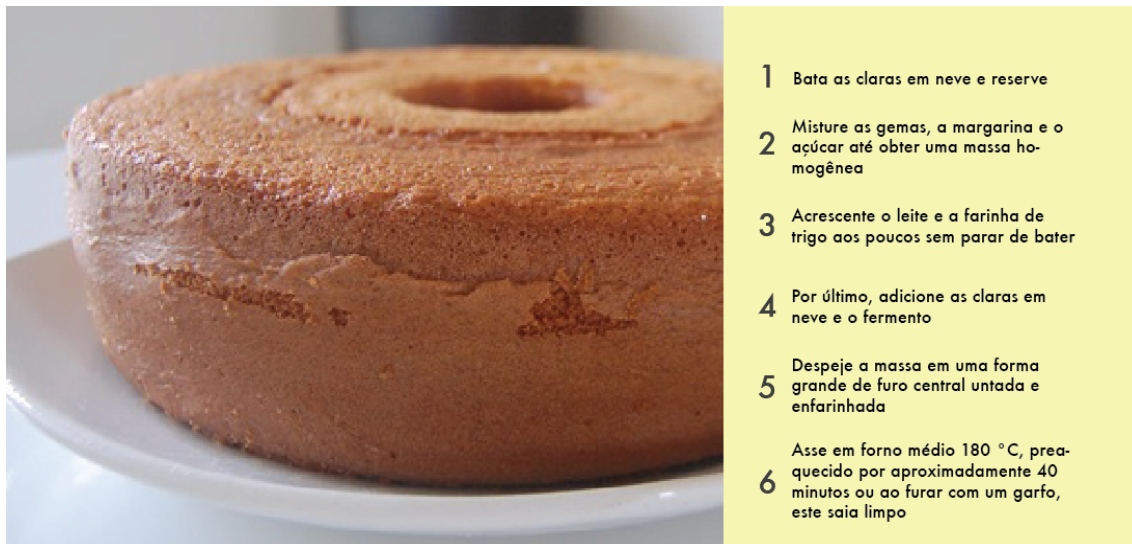 1 Bata as claras em neve e reserve
2 Misture as gemas, a margarina e o
açúcar até obter uma massa ho-
mogênea
3 Acrescente o leite e a farinha de
trigo aos poucos sem parar de bater
4 Por último, adicione as claras em
neve e o fermento
5 Despeje a massa em uma forma
grande de furo central untada e
enfarinhada
6 Asse em forno médio 180 °C, prea-
quecido por aproximadamente 40
minutos ou ao furar com um garfo,
este saia limpo